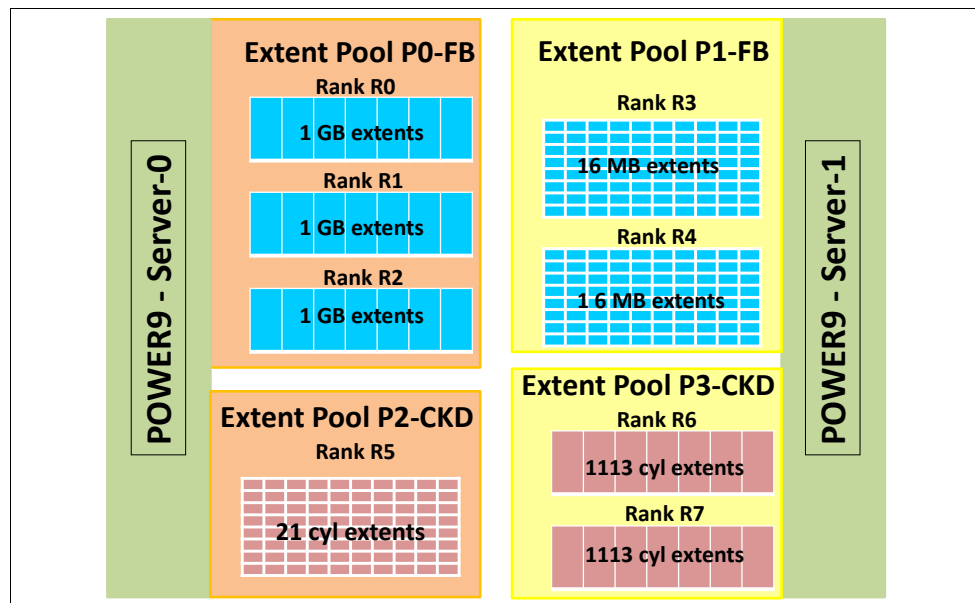 POWER9 - Server-0
Extent Pool P0-FB
Rank R0
1 GB extents
Rank R1
1 GB extents
Rank R2
1 GB extents
Extent Pool P2-CKD
Rank R5
21 cyl extents
Extent Pool P1-FB
Rank R3
16 MB extents
Rank R4
1 6 MB extents
Extent Pool P3-CKD
Rank R6
1113 cyl extents
Rank R7
1113 cyl extents
POWER9 - Server-1